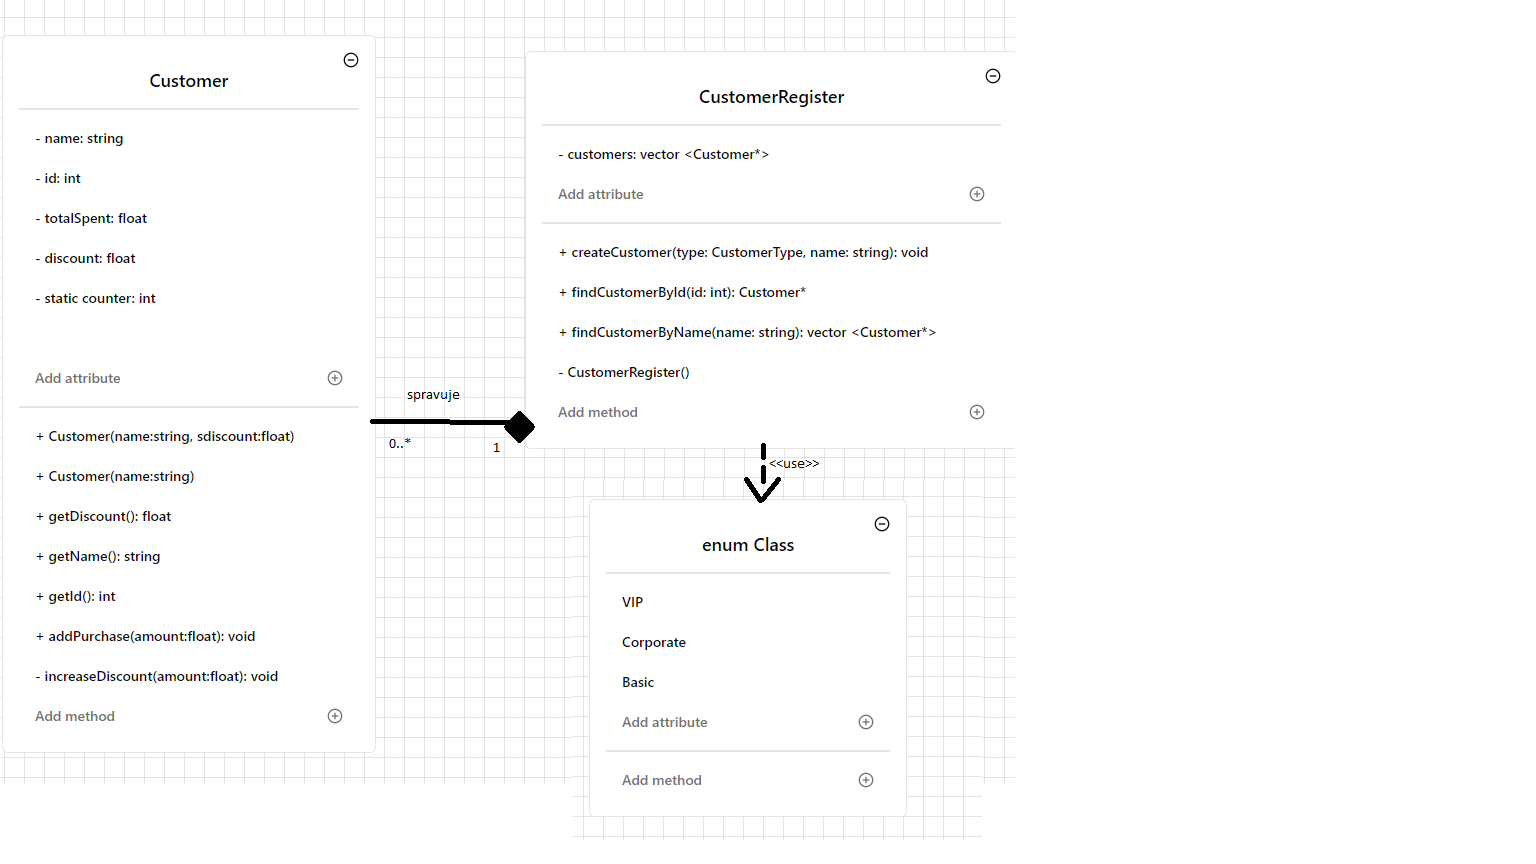 Customer
- name: string
- id: int
- totalSpent: float
- discount: float
- static counter: int
Add attribute
+ Customer(name:string, sdiscount:float)
+ Customer(name:string)
+ getDiscount(): float
+ getName(): string
+ getId(): int
+ addPurchase(amount:float): void
- increaseDiscount(amount:float): void
Add method
spravuje
0..*
1
CustomerRegister
- customers: vector <Customer*>
Add attribute
+ createCustomer(type: CustomerType, name: string): void
+ findCustomerById(id: int): Customer*
+ findCustomerByName(name: string): vector <Customer*>
- CustomerRegister()
Add method
<<use>>
enum Class
VIP
Corporate
Basic
Add attribute
Add method